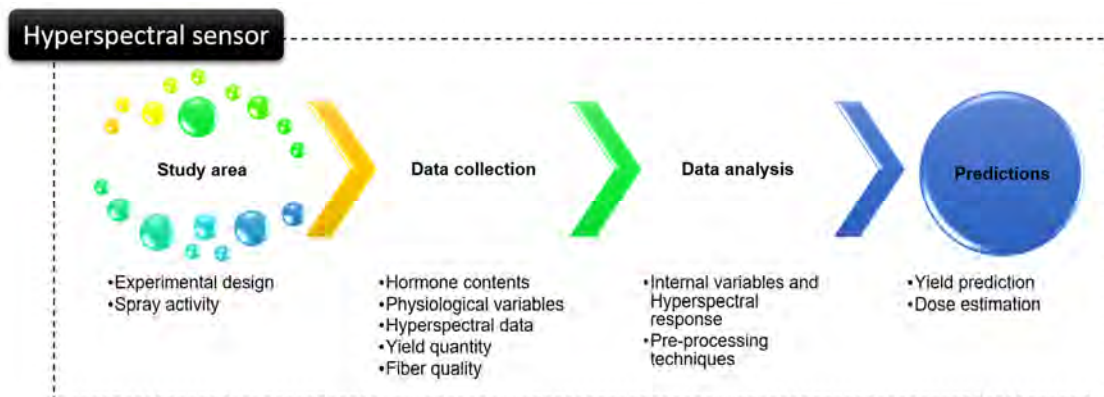 Hyperspectral sensor
Study area
•Experimental design
•Spray activity
Data collection
•Hormone contents
•Physiological variables
•Hyperspectral data
•Yield quantity
•Fiber quality
Data analysis
•Internal variables and
Hyperspectral
response
•Pre-processing
techniques
Predictions
•Yield prediction
•Dose estimation